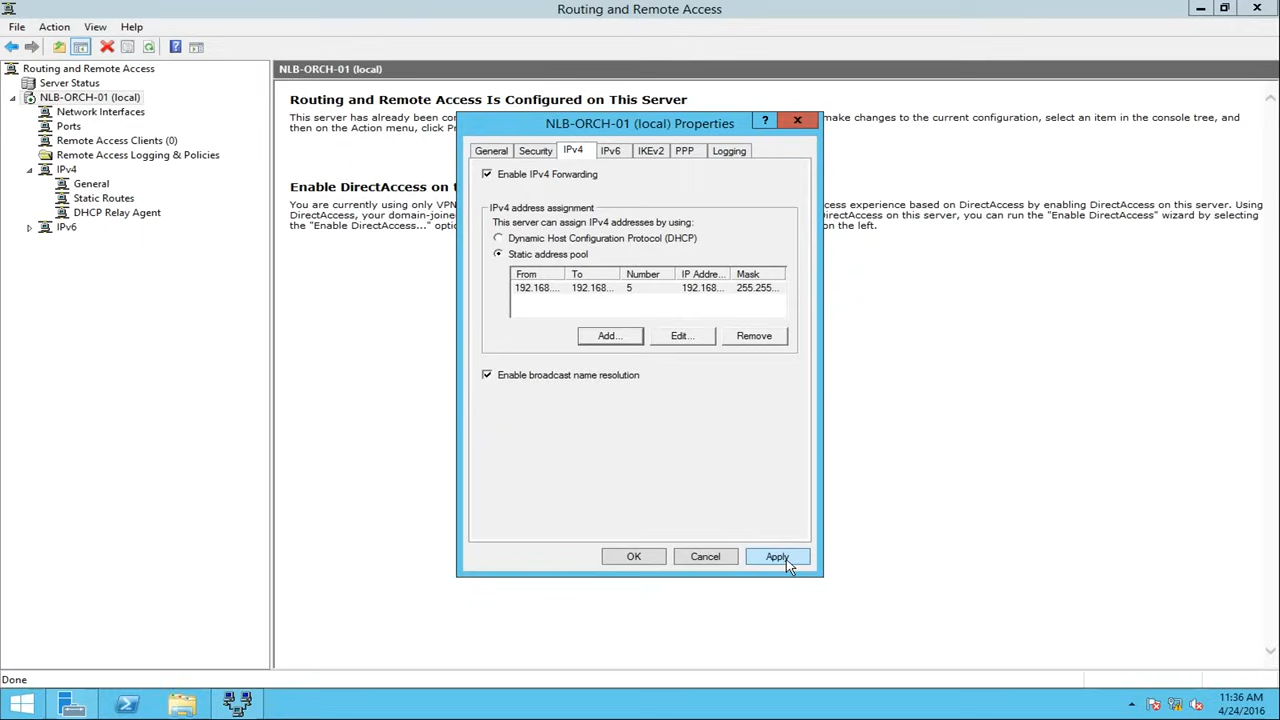 Routing and Remote Access
File Action View Help
Routing and Remote Access
Server Status
NLB-ORCH-01 (local)
Network Interfaces
Ports
Remote Access Clients (0)
Remote Access Logging & Policies
IPv4
General
Static Routes
DHCP Relay Agent
IPv6
NLB-ORCH-01 (local)
Routing and Remote Access Is Configured on This Server
This server has already been con make changes to the current configuration, select an item in the console tree, and
then on the Action menu, click Pr
Enable DirectAccess on t
You are currently using only VPN ccess experience based on DirectAccess by enabling DirectAccess on this server. Using
DirectAccess, your domain-joine DirectAccess on this server, you can run the "Enable DirectAccess" wizard by selecting
the "Enable DirectAccess..." optio on the left.
NLB-ORCH-01 (local) Properties
General Security IPv4 IPv6 IKEv2 PPP Logging
Enable IPv4 Forwarding
IPv4 address assignment
This server can assign IPv4 addresses by using:
Dynamic Host Configuration Protocol (DHCP)
Static address pool
From To Number IP Addre... Mask
192.168.... 192.168... 5 192.168... 255.255...
Add... Edit... Remove
Enable broadcast name resolution
OK Cancel Apply
Done
11:36 AM
4/24/2016